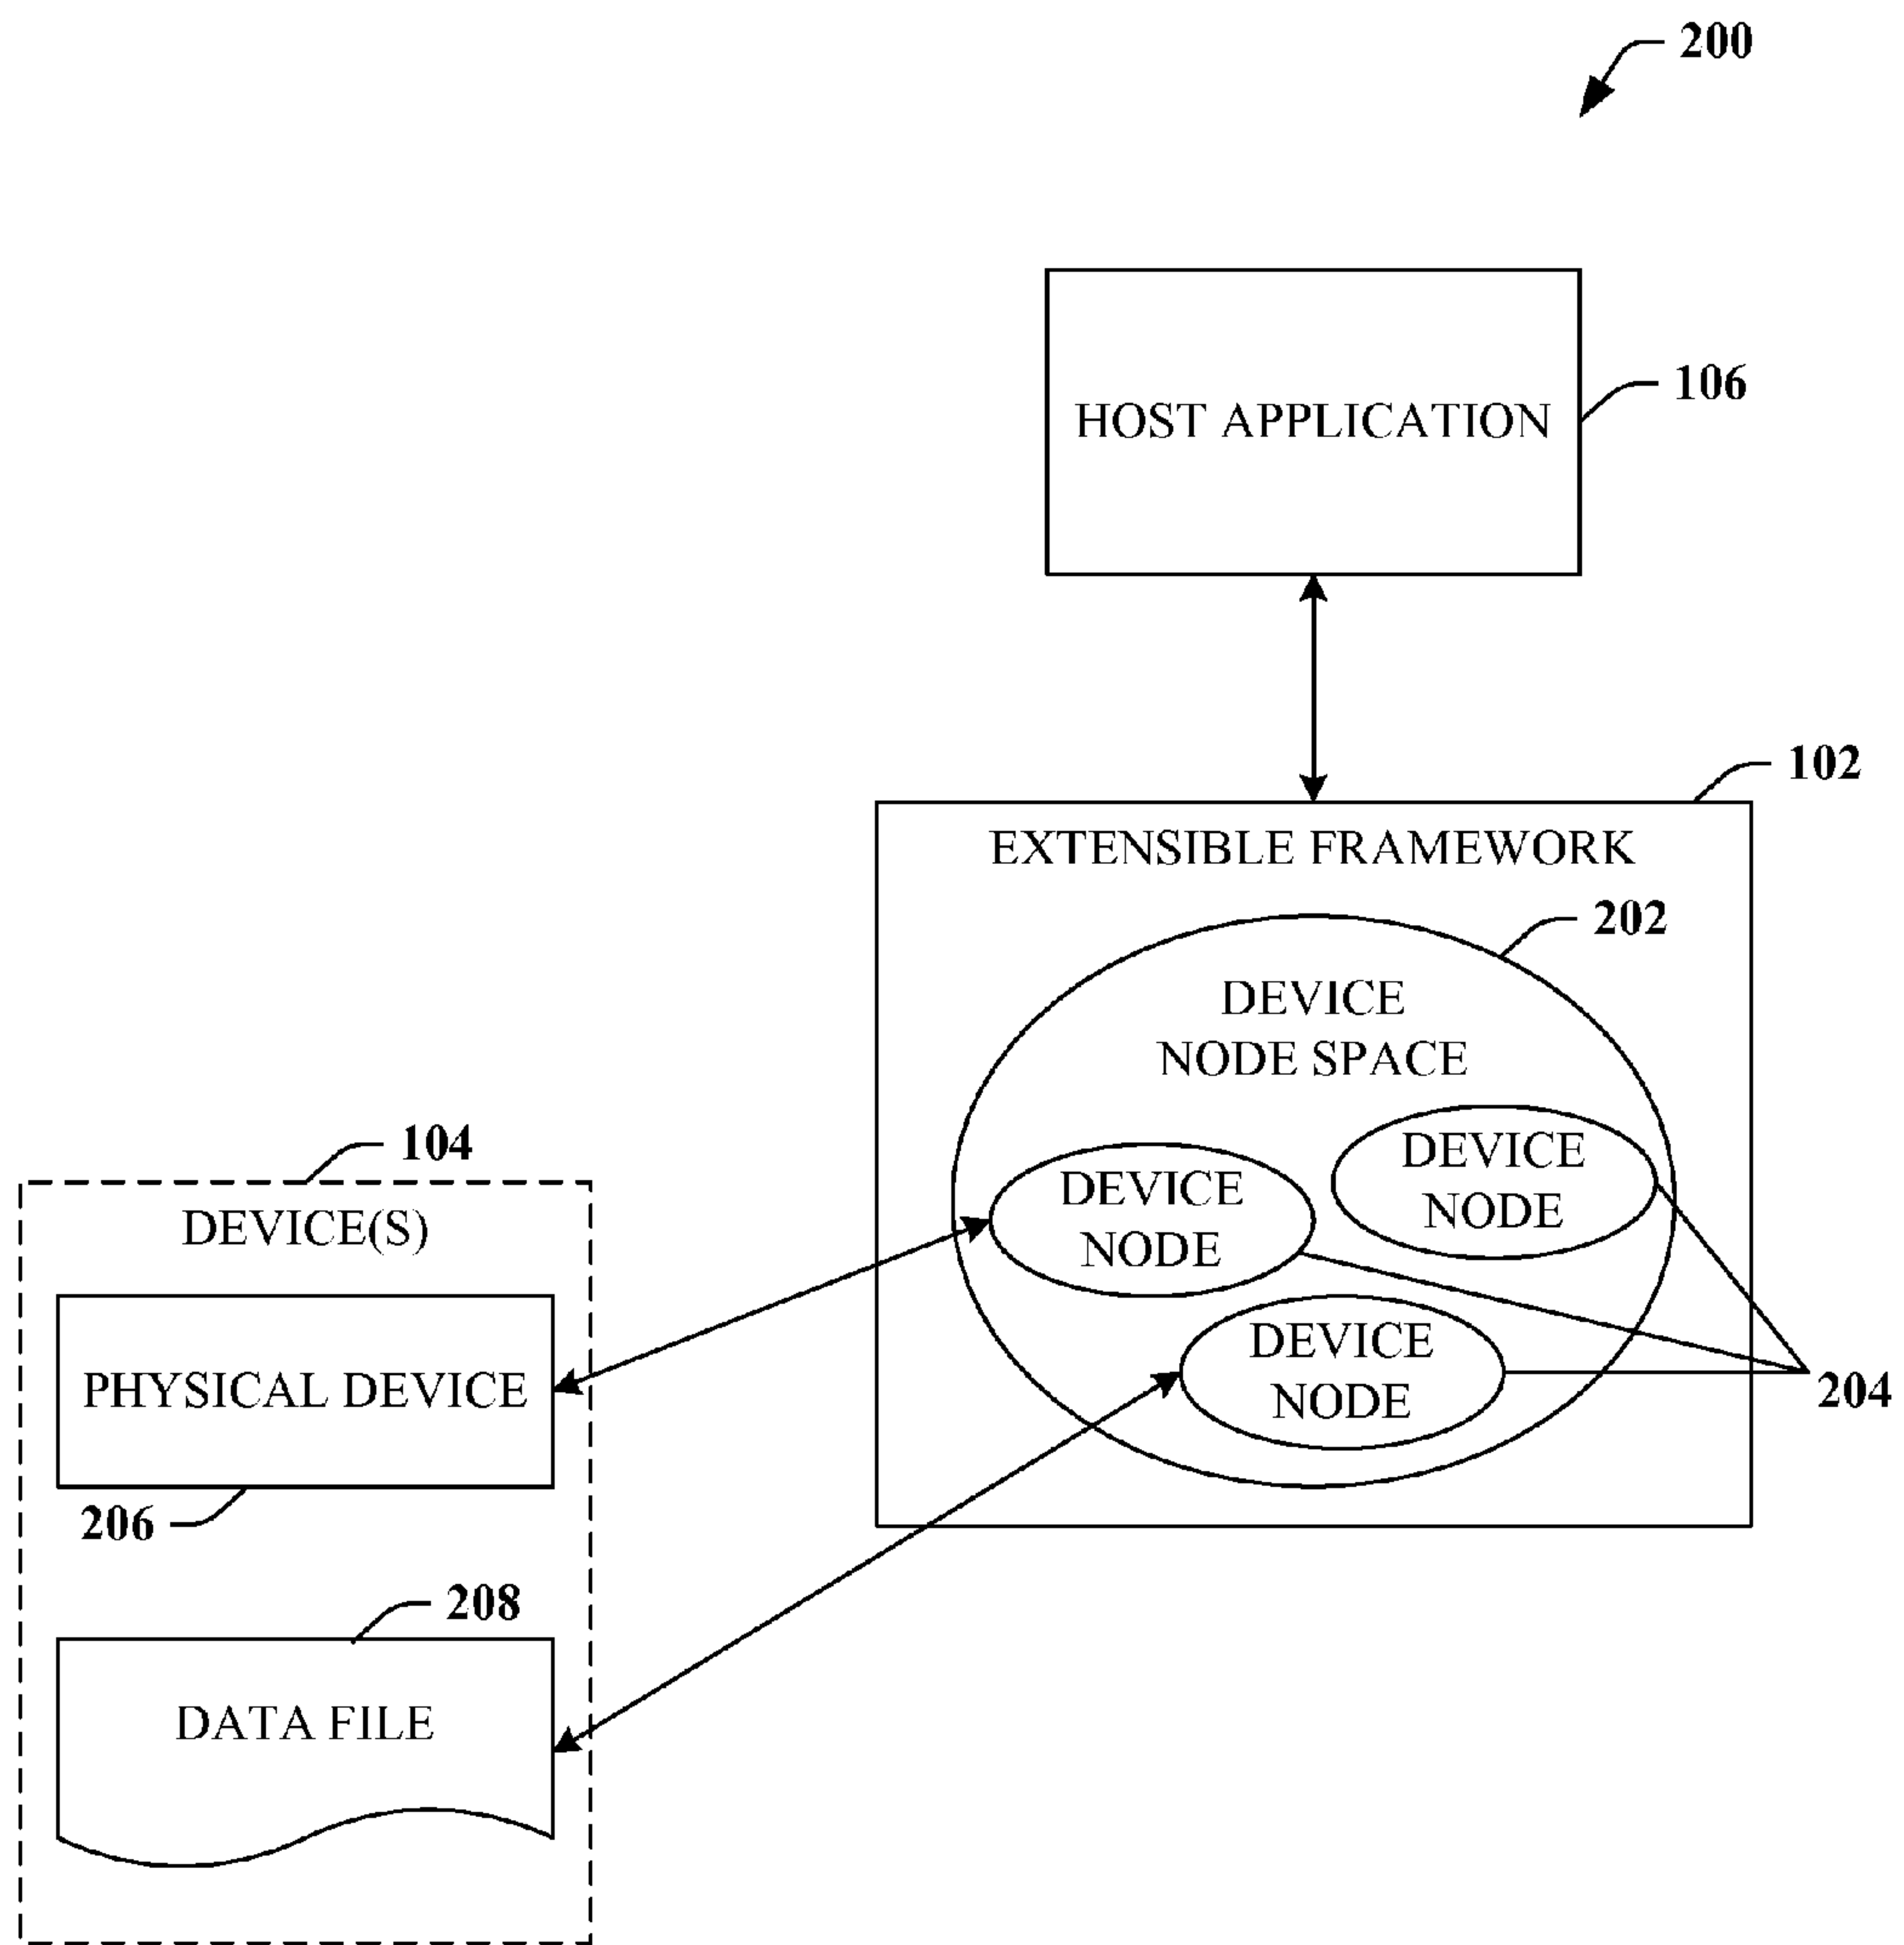 200
HOST APPLICATION
106
102
EXTENSIBLE FRAMEWORK
202
DEVICE
NODE SPACE
DEVICE
NODE
DEVICE
NODE
DEVICE
NODE
204
104
DEVICE(S)
PHYSICAL DEVICE
206
208
DATA FILE